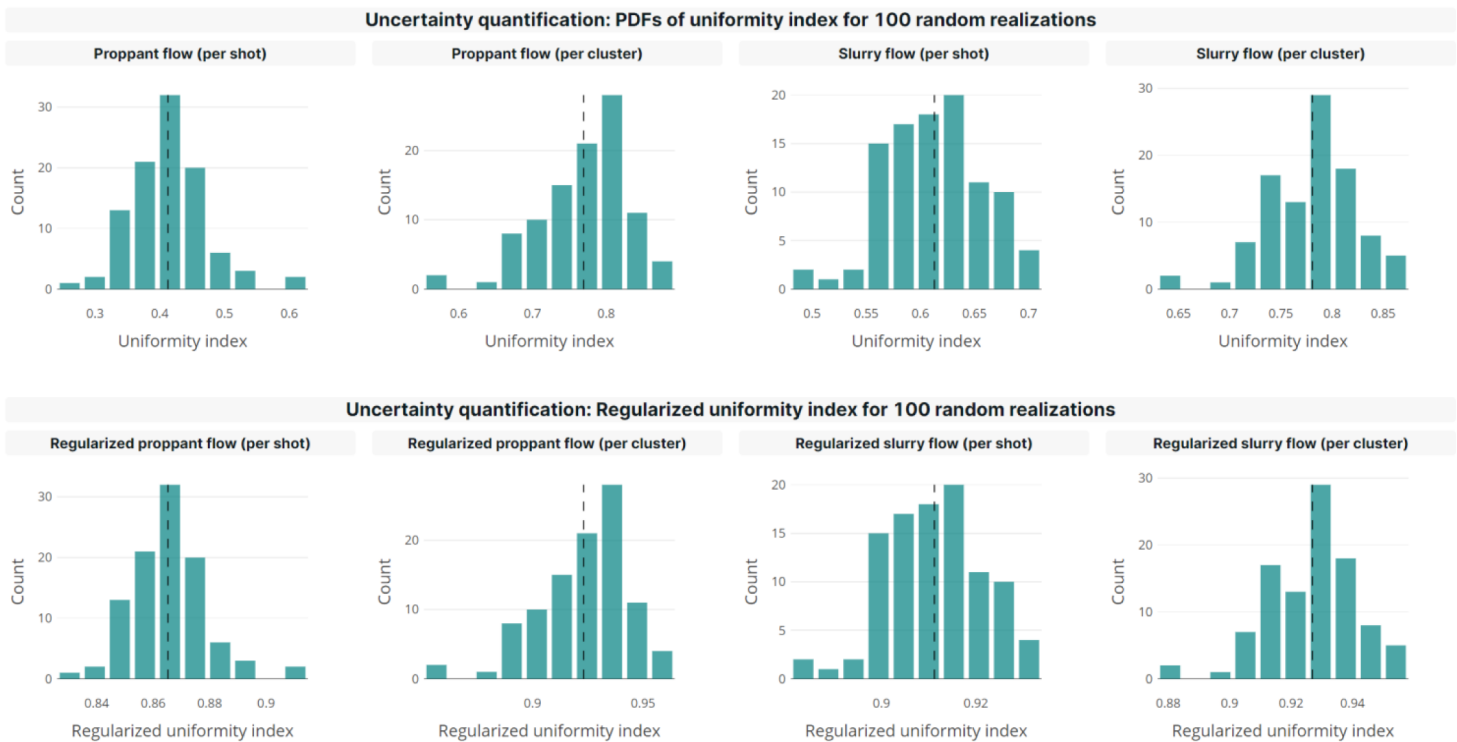 Uncertainty quantification: PDFs of uniformity index for 100 random realizations
Proppant flow (per shot)
Proppant flow (per cluster)
Slurry flow (per shot)
Slurry flow (per cluster)
Count
30
20
10
0
0.3 0.4 0.5 0.6
Uniformity index
Count
20
10
0
0.6 0.7 0.8
Uniformity index
Count
20
15
10
5
0
0.5 0.55 0.6 0.65 0.7
Uniformity index
Count
30
20
10
0
0.65 0.7 0.75 0.8 0.85
Uniformity index
Uncertainty quantification: Regularized uniformity index for 100 random realizations
Regularized proppant flow (per shot)
Regularized proppant flow (per cluster)
Regularized slurry flow (per shot)
Regularized slurry flow (per cluster)
Count
30
20
10
0
0.84 0.86 0.88 0.9
Regularized uniformity index
Count
20
10
0
0.9 0.95
Regularized uniformity index
Count
20
15
10
5
0
0.9 0.92
Regularized uniformity index
Count
30
20
10
0
0.88 0.9 0.92 0.94
Regularized uniformity index